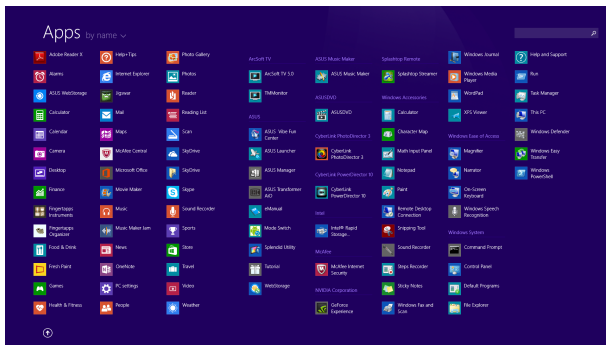 Apps by name
Adobe Reader X
Alarms
ASUS WebStorage
Calculator
Calendar
Camera
Desktop
Finance
Fingertapps
Instruments
Fingertapps
Organizer
Food & Drink
Fresh Paint
Games
Health & Fitness
Help+Tips
Internet Explorer
Jigswar
Mail
Maps
McAfee Central
Microsoft Office
Movie Maker
Music
Music Maker Jam
News
OneNote
PC settings
People
Photo Gallery
Photos
Reader
Reading List
Scan
SkyDrive
SkyDrive
Skype
Sound Recorder
Sports
Store
Travel
Video
Weather
ArcSoft TV
ArcSoft TV 5.0
TMMonitor
ASUS
ASUS Vibe Fun
Center
ASUS Launcher
ASUS Manager
ASUS Transformer
AiO
eManual
Mode Switch
Splendid Utility
Tutorial
WebStorage
ASUS Music Maker
ASUS Music Maker
ASUSDVD
ASUSDVD
CyberLink PhotoDirector 3
CyberLink
PhotoDirector 3
CyberLink PowerDirector 10
CyberLink
PowerDirector 10
Intel
Intel® Rapid
Storage...
McAfee
McAfee Internet
Security
NVIDIA Corporation
GeForce
Experience
Splashtop Remote
Splashtop Streamer
Windows Accessories
Calculator
Character Map
Math Input Panel
Notepad
Paint
Remote Desktop
Connection
Snipping Tool
Sound Recorder
Steps Recorder
Sticky Notes
Windows Fax and
Scan
Windows Journal
Windows Media
Player
WordPad
XPS Viewer
Windows Ease of Access
Magnifier
Narrator
On-Screen
Keyboard
Windows Speech
Recognition
Windows System
Command Prompt
Control Panel
Default Programs
File Explorer
Help and Support
Run
Task Manager
This PC
Windows Defender
Windows Easy
Transfer
Windows
PowerShell